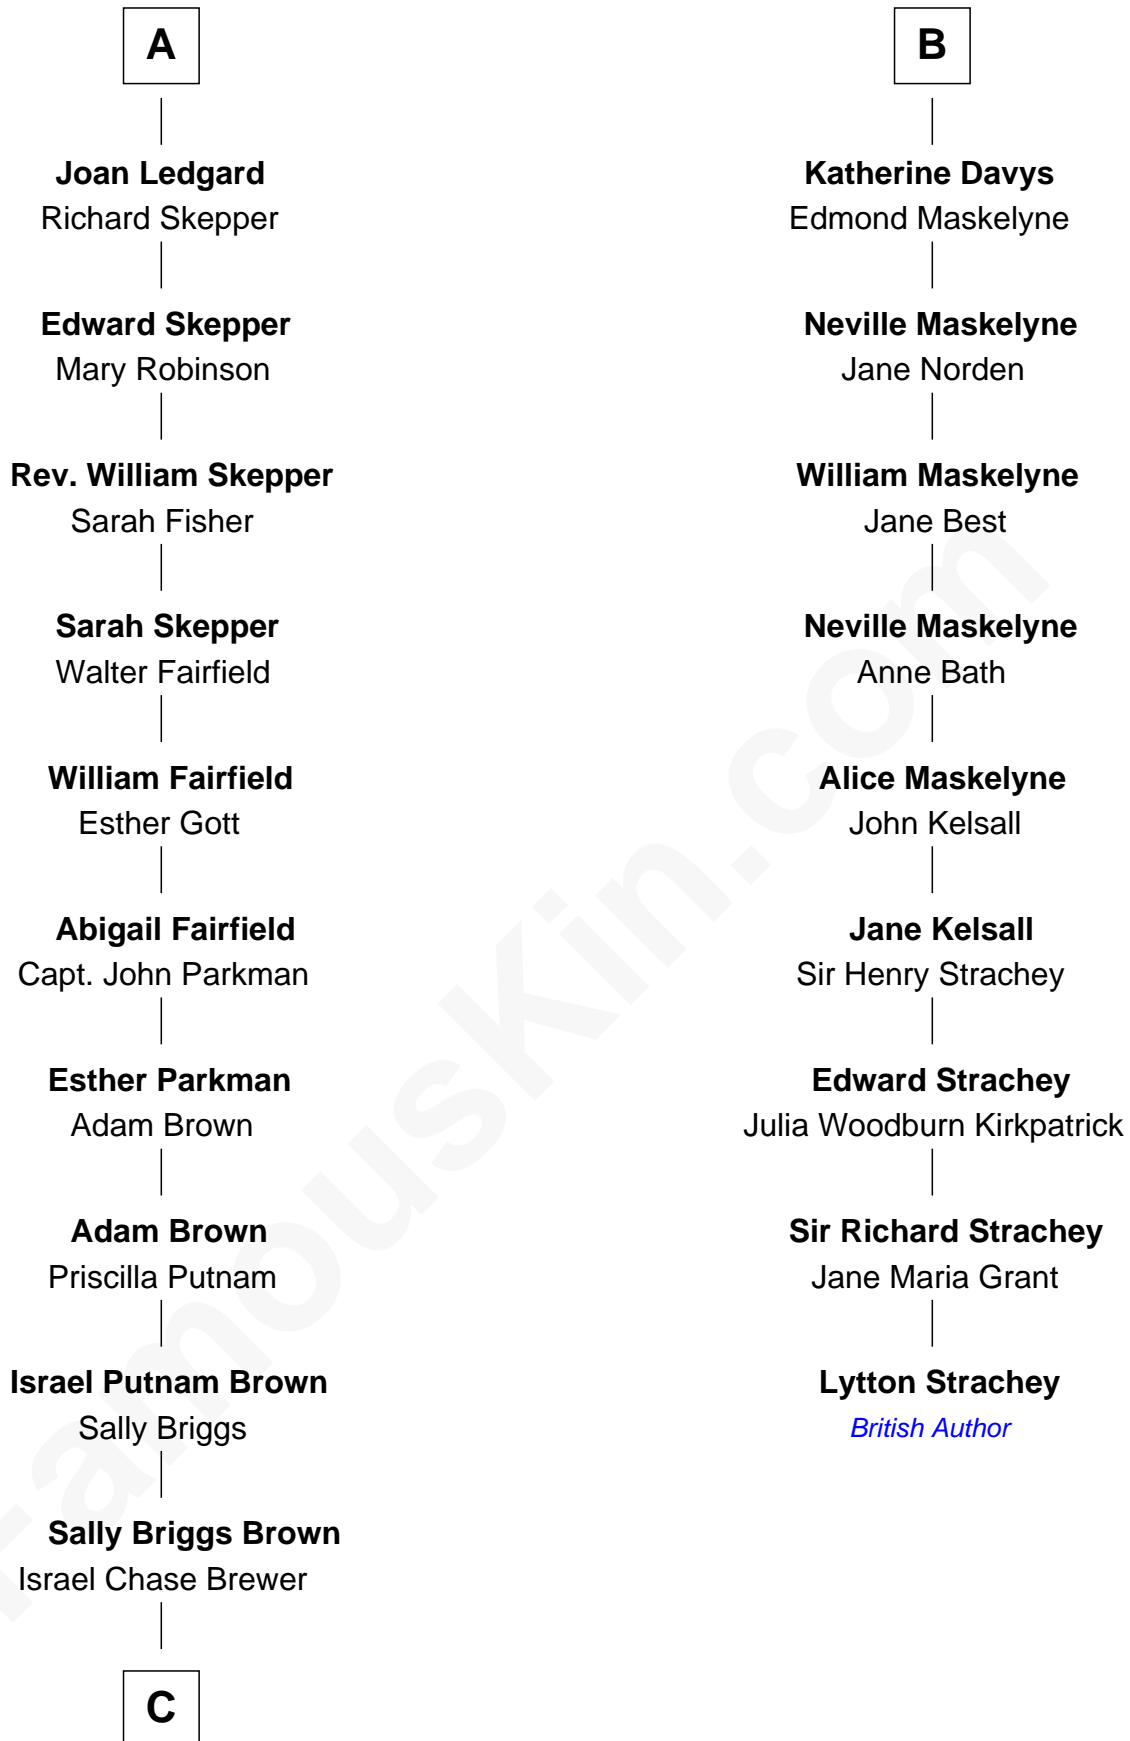 A
Joan Ledgard
Richard Skepper
Edward Skepper
Mary Robinson
Rev. William Skepper
Sarah Fisher
Sarah Skepper
Walter Fairfield
William Fairfield
Esther Gott
Abigail Fairfield
Capt. John Parkman
Esther Parkman
Adam Brown
Adam Brown
Priscilla Putnam
Israel Putnam Brown
Sally Briggs
Sally Briggs Brown
Israel Chase Brewer
C
B
Katherine Davys
Edmond Maskelyne
Neville Maskelyne
Jane Norden
William Maskelyne
Jane Best
Neville Maskelyne
Anne Bath
Alice Maskelyne
John Kelsall
Jane Kelsall
Sir Henry Strachey
Edward Strachey
Julia Woodburn Kirkpatrick
Sir Richard Strachey
Jane Maria Grant
Lytton Strachey
British Author
FamousKin.com